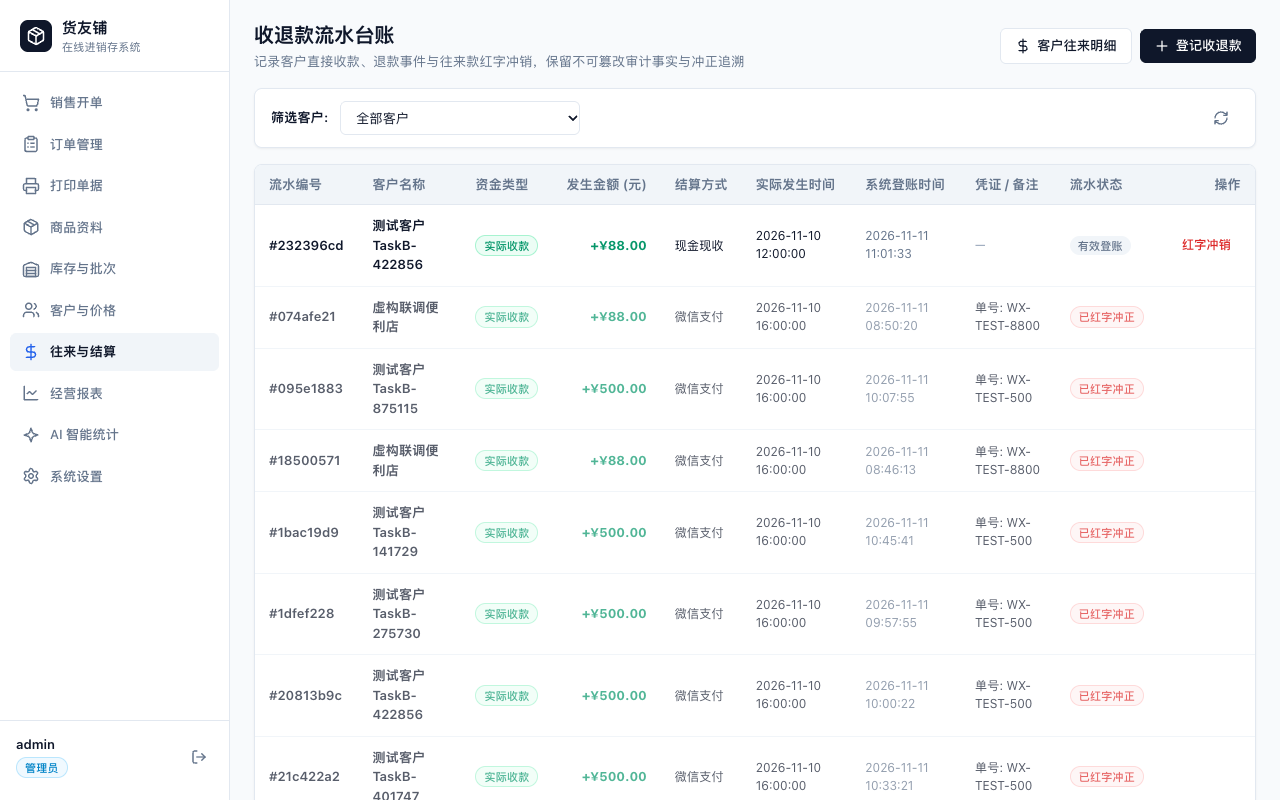 货友铺
在线进销存系统
销售开单
订单管理
打印单据
商品资料
库存与批次
客户与价格
往来与结算
经营报表
AI 智能统计
系统设置
admin
管理员
收退款流水台账
记录客户直接收款、退款事件与往来款红字冲销，保留不可篡改审计事实与冲正追溯
客户往来明细
登记收退款
筛选客户: 全部客户
流水编号 客户名称 资金类型 发生金额 (元) 结算方式 实际发生时间 系统登账时间 凭证 / 备注 流水状态 操作
#232396cd 测试客户 TaskB-422856 实际收款 +¥88.00 现金现收 2026-11-10 12:00:00 2026-11-11 11:01:33 — 有效登账 红字冲销
#074afe21 虚构联调便利店 实际收款 +¥88.00 微信支付 2026-11-10 16:00:00 2026-11-11 08:50:20 单号: WX-TEST-8800 已红字冲正
#095e1883 测试客户 TaskB-875115 实际收款 +¥500.00 微信支付 2026-11-10 16:00:00 2026-11-11 10:07:55 单号: WX-TEST-500 已红字冲正
#18500571 虚构联调便利店 实际收款 +¥88.00 微信支付 2026-11-10 16:00:00 2026-11-11 08:46:13 单号: WX-TEST-8800 已红字冲正
#1bac19d9 测试客户 TaskB-141729 实际收款 +¥500.00 微信支付 2026-11-10 16:00:00 2026-11-11 10:45:41 单号: WX-TEST-500 已红字冲正
#1dfef228 测试客户 TaskB-275730 实际收款 +¥500.00 微信支付 2026-11-10 16:00:00 2026-11-11 09:57:55 单号: WX-TEST-500 已红字冲正
#20813b9c 测试客户 TaskB-422856 实际收款 +¥500.00 微信支付 2026-11-10 16:00:00 2026-11-11 10:00:22 单号: WX-TEST-500 已红字冲正
#21c422a2 测试客户 TaskB-401747 实际收款 +¥500.00 微信支付 2026-11-10 16:00:00 2026-11-11 10:33:21 单号: WX-TEST-500 已红字冲正